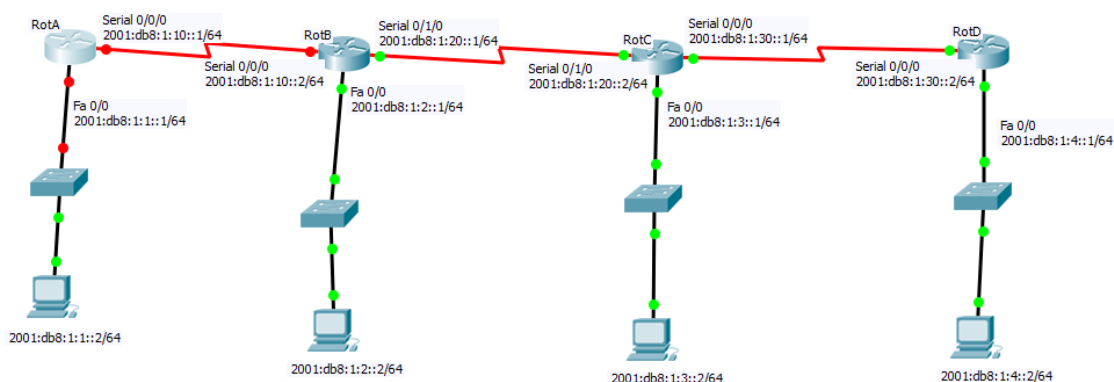 RotA
Serial 0/0/0
2001:db8:1:10::1/64
Serial 0/0/0
2001:db8:1:10::2/64
Fa 0/0
2001:db8:1:1::1/64
2001:db8:1:1::2/64
RotB
Serial 0/1/0
2001:db8:1:20::1/64
Fa 0/0
2001:db8:1:2::1/64
2001:db8:1:2::2/64
RotC
Serial 0/0/0
2001:db8:1:30::1/64
Serial 0/1/0
2001:db8:1:20::2/64
Fa 0/0
2001:db8:1:3::1/64
2001:db8:1:3::2/64
RotD
Serial 0/0/0
2001:db8:1:30::2/64
Fa 0/0
2001:db8:1:4::1/64
2001:db8:1:4::2/64